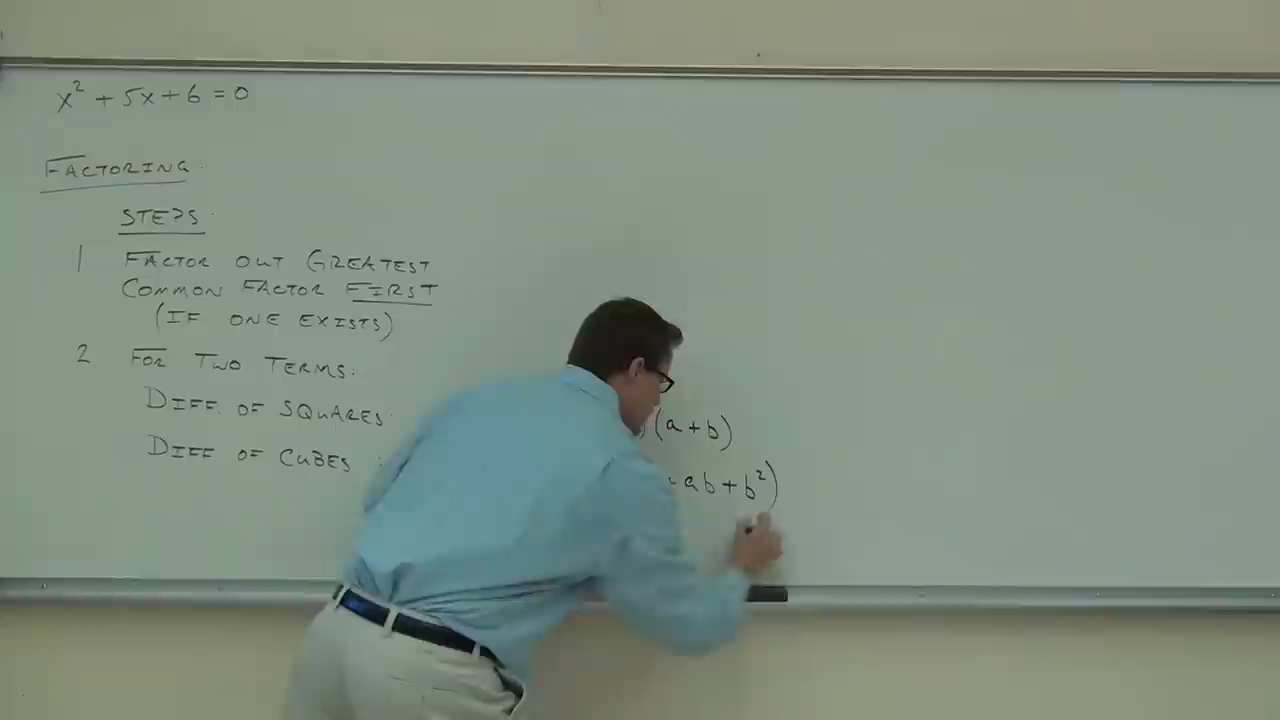 x² + 5x + 6 = 0
FACTORING
STEPS
1 FACTOR OUT GREATEST
COMMON FACTOR FIRST
(IF ONE EXISTS)
2 FOR TWO TERMS.
DIFF. OF SQUARES: (a + b)
DIFF OF CUBES : ab + b²)